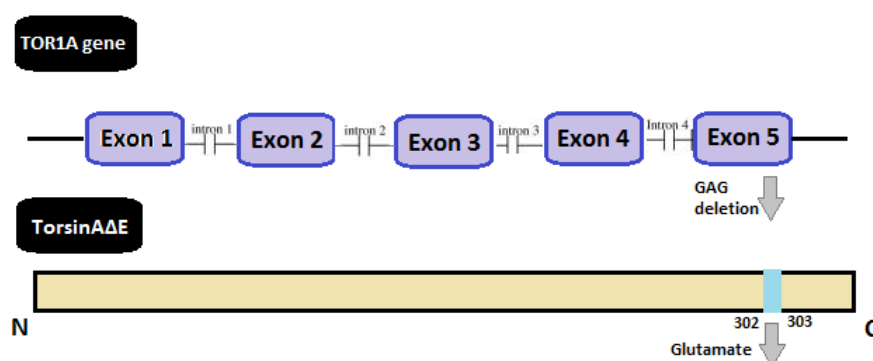 TOR1A gene
Exon 1 intron 1 Exon 2 intron 2 Exon 3 intron 3 Exon 4 Intron 4 Exon 5
GAG
deletion
TorsinAΔE
N 302 303 C
Glutamate